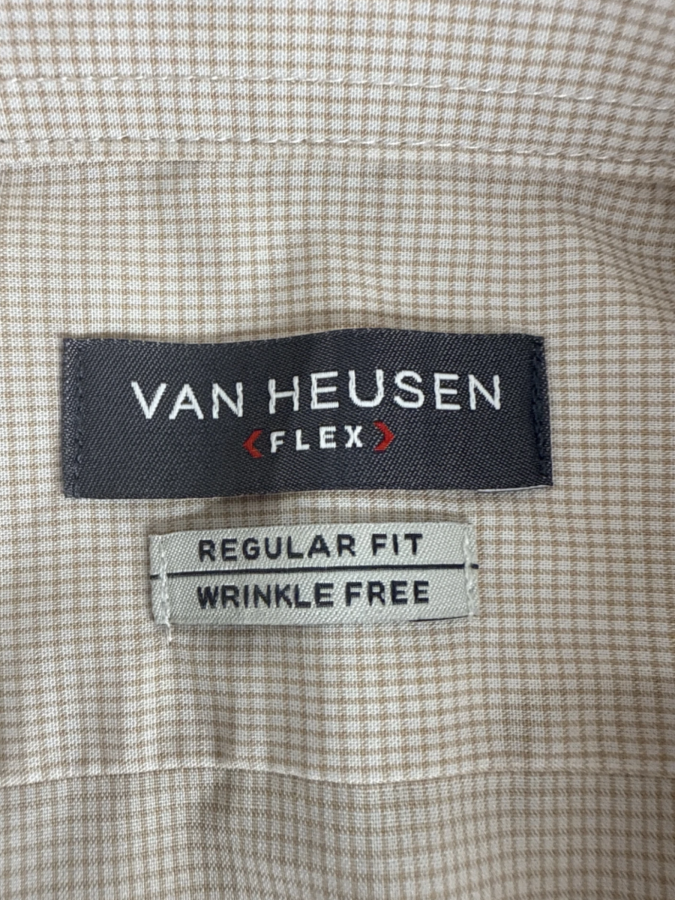 VAN HEUSEN
FLEX
REGULAR FIT
WRINKLE FREE